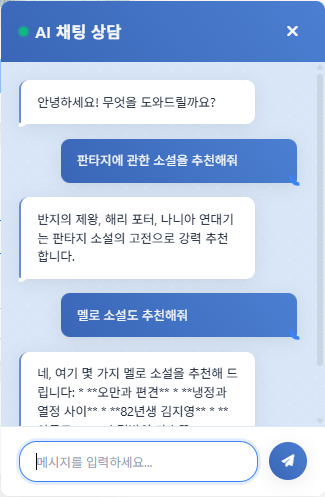 AI 채팅 상담
안녕하세요! 무엇을 도와드릴까요?
판타지에 관한 소설을 추천해줘
반지의 제왕, 해리 포터, 나니아 연대기
는 판타지 소설의 고전으로 강력 추천
합니다.
멜로 소설도 추천해줘
네, 여기 몇 가지 멜로 소설을 추천해 드
립니다: * **오만과 편견** * **냉정과
열정 사이** * **82년생 김지영** * **
메시지를 입력하세요...